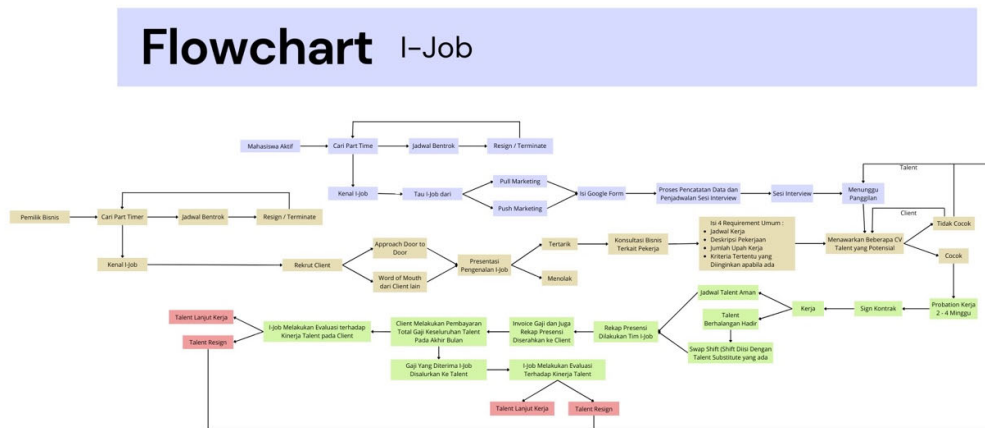 Flowchart I-Job
Mahasiswa Aktif
Cari Part Time
Jadwal Bentrok
Resign / Terminate
Kenal I-Job
Tau I-Job dari
Pull Marketing
Push Marketing
Isi Google Form
Proses Pencatatan Data dan
Penjadwalan Sesi Interview
Sesi Interview
Menunggu
Panggilan
Talent
Client
Pemilik Bisnis
Cari Part Timer
Jadwal Bentrok
Resign / Terminate
Kenal I-Job
Rekrut Client
Approach Door to
Door
Word of Mouth
dari Client lain
Presentasi
Pengenalan I-Job
Tertarik
Menolak
Konsultasi Bisnis
Terkait Pekerja
Isi 4 Requirement Umum :
• Jadwal Kerja
• Deskripsi Pekerjaan
• Jumlah Upah Kerja
• Kriteria Tertentu yang
Diinginkan apabila ada
Menawarkan Beberapa CV
Talent yang Potensial
Tidak Cocok
Cocok
Probation Kerja
2 - 4 Minggu
Sign Kontrak
Kerja
Jadwal Talent Aman
Talent
Berhalangan Hadir
Swap Shift (Shift Diisi Dengan
Talent Substitute yang ada
Rekap Presensi
Dilakukan Tim I-Job
Invoice Gaji dan Juga
Rekap Presensi
Diserahkan ke Client
Client Melakukan Pembayaran
Total Gaji Keseluruhan Talent
Pada Akhir Bulan
I-Job Melakukan Evaluasi terhadap
Kinerja Talent pada Client
Talent Lanjut Kerja
Talent Resign
Gaji Yang Diterima I-Job
Disalurkan Ke Talent
I-Job Melakukan Evaluasi
Terhadap Kinerja Talent
Talent Lanjut Kerja
Talent Resign